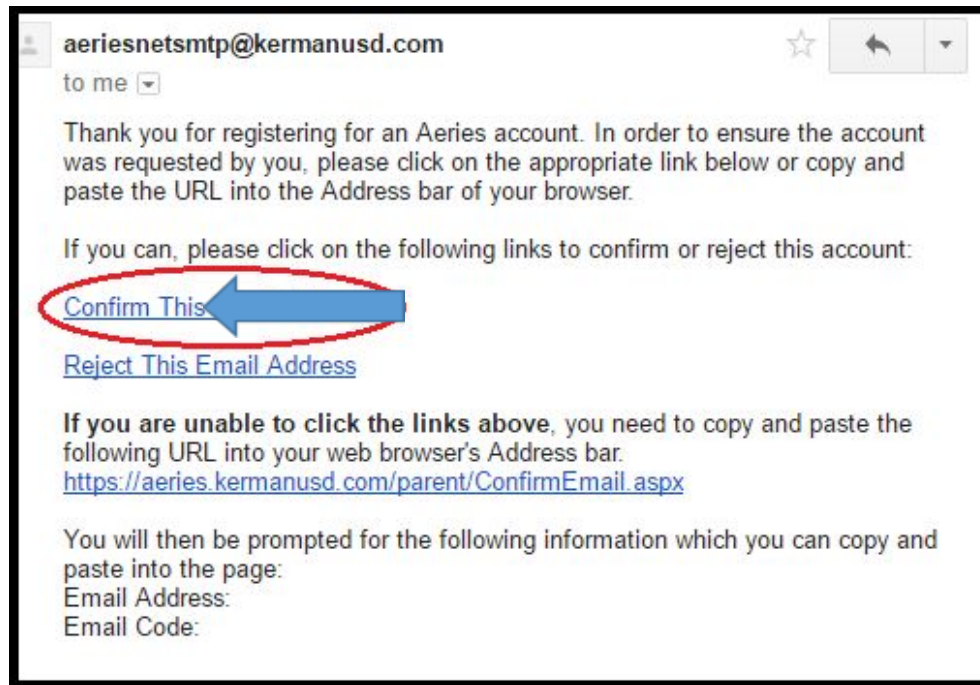 aeriesnetsmtp@kermanusd.com
to me
Thank you for registering for an Aeries account. In order to ensure the account
was requested by you, please click on the appropriate link below or copy and
paste the URL into the Address bar of your browser.
If you can, please click on the following links to confirm or reject this account:
Confirm This
Reject This Email Address
If you are unable to click the links above, you need to copy and paste the
following URL into your web browser's Address bar.
https://aeries.kermanusd.com/parent/ConfirmEmail.aspx
You will then be prompted for the following information which you can copy and
paste into the page:
Email Address:
Email Code: